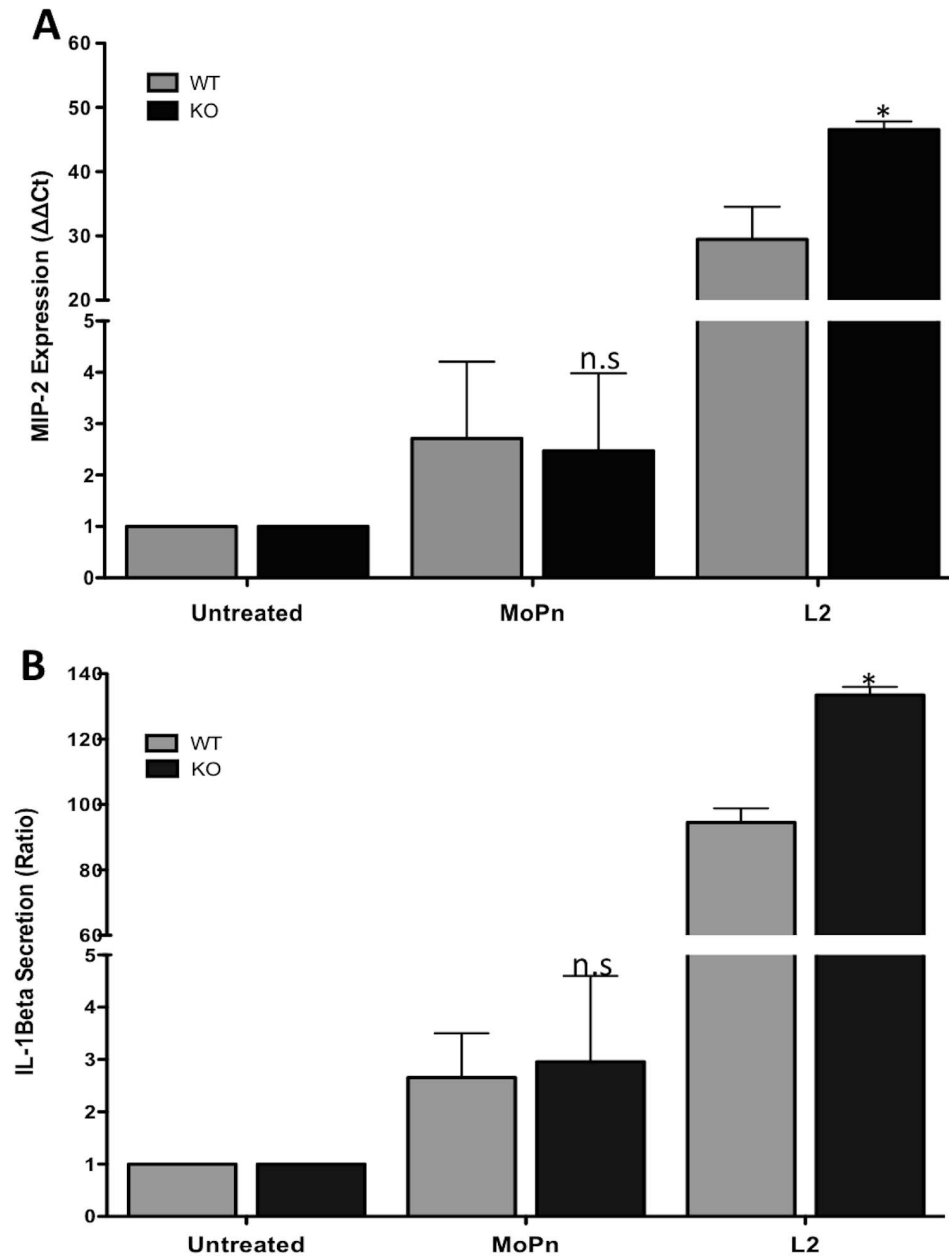 A
60
50
40
30
20
5
4
3
2
1
0
MIP-2 Expression (ΔΔCt)
WT
KO
n.s
*
Untreated MoPn L2
B
140
120
100
80
60
5
4
3
2
1
0
IL-1Beta Secretion (Ratio)
WT
KO
n.s
*
Untreated MoPn L2